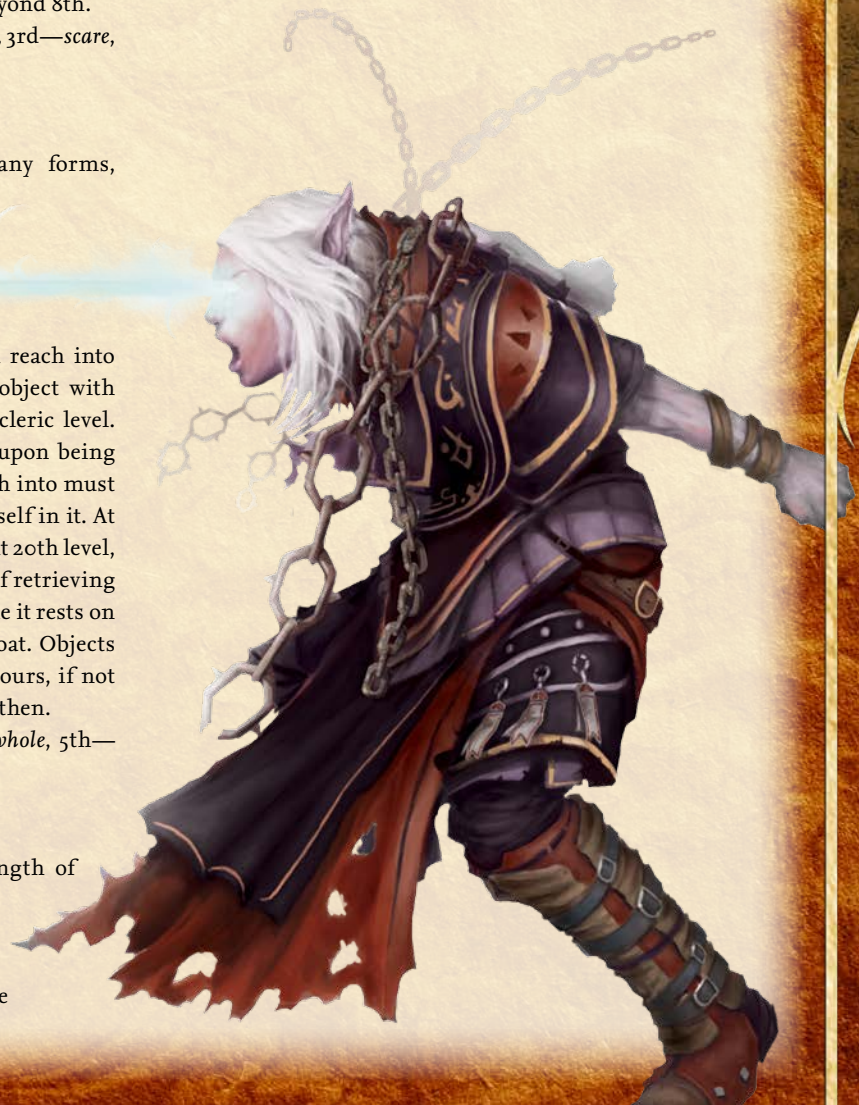 yond 8th.
3rd—scare,
any forms,
reach into
object with
cleric level.
upon being
h into must
self in it. At
t 20th level,
f retrieving
e it rests on
oat. Objects
ours, if not
then.
whole, 5th—
ngth of
e